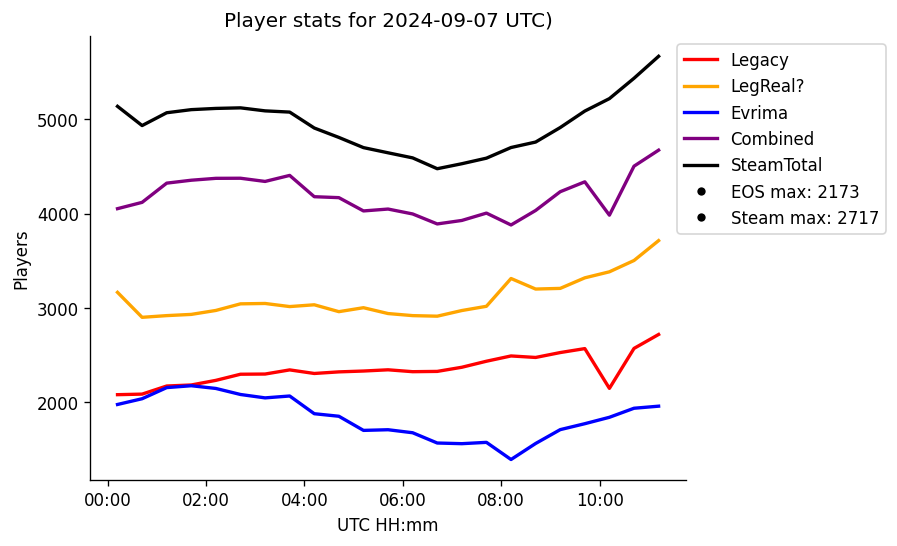 Player stats for 2024-09-07 UTC)
Legacy
LegReal?
Evrima
Combined
SteamTotal
EOS max: 2173
Steam max: 2717
Players
5000
4000
3000
2000
00:00 02:00 04:00 06:00 08:00 10:00
UTC HH:mm